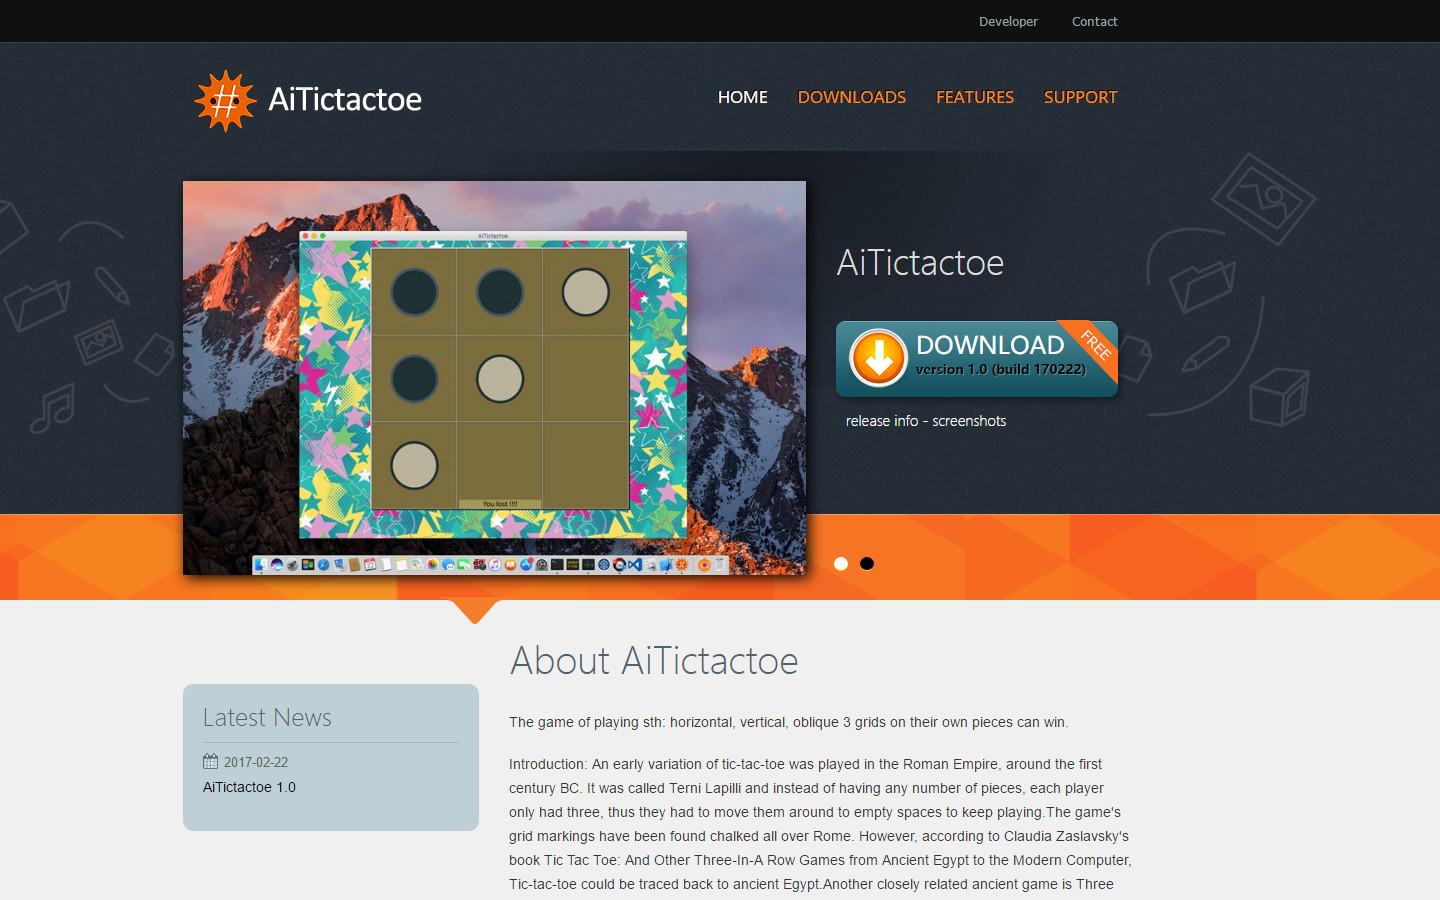 Developer
Contact
AiTictactoe
HOME
DOWNLOADS
FEATURES
SUPPORT
AiTictactoe
You lost !!!!
AiTictactoe
DOWNLOAD
version 1.0 (build 170222)
FREE
release info - screenshots
About AiTictactoe
Latest News
2017-02-22
AiTictactoe 1.0
The game of playing sth: horizontal, vertical, oblique 3 grids on their own pieces can win.
Introduction: An early variation of tic-tac-toe was played in the Roman Empire, around the first
century BC. It was called Terni Lapilli and instead of having any number of pieces, each player
only had three, thus they had to move them around to empty spaces to keep playing.The game's
grid markings have been found chalked all over Rome. However, according to Claudia Zaslavsky's
book Tic Tac Toe: And Other Three-In-A Row Games from Ancient Egypt to the Modern Computer,
Tic-tac-toe could be traced back to ancient Egypt.Another closely related ancient game is Three